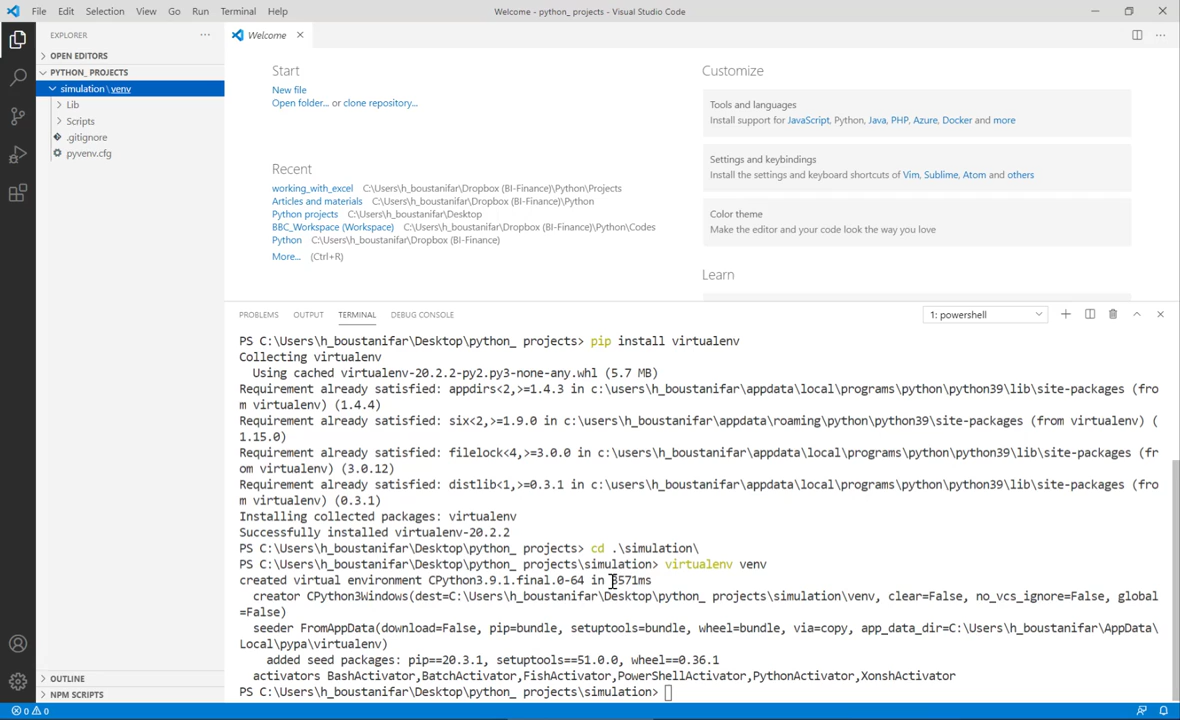 File Edit Selection View Go Run Terminal Help
Welcome - python_ projects - Visual Studio Code
EXPLORER
OPEN EDITORS
PYTHON_ PROJECTS
simulation \ venv
Lib
Scripts
.gitignore
pyvenv.cfg
OUTLINE
NPM SCRIPTS
Welcome
Start
New file
Open folder... or clone repository...
Recent
working_with_excel C:\Users\h_boustanifar\Dropbox (BI-Finance)\Python\Projects
Articles and materials C:\Users\h_boustanifar\Dropbox (BI-Finance)\Python
Python projects C:\Users\h_boustanifar\Desktop
BBC_Workspace (Workspace) C:\Users\h_boustanifar\Dropbox (BI-Finance)\Python\Codes
Python C:\Users\h_boustanifar\Dropbox (BI-Finance)
More... (Ctrl+R)
Customize
Tools and languages
Install support for JavaScript, Python, Java, PHP, Azure, Docker and more
Settings and keybindings
Install the settings and keyboard shortcuts of Vim, Sublime, Atom and others
Color theme
Make the editor and your code look the way you love
Learn
PROBLEMS OUTPUT TERMINAL DEBUG CONSOLE
1: powershell
PS C:\Users\h_boustanifar\Desktop\python_ projects> pip install virtualenv
Collecting virtualenv
Using cached virtualenv-20.2.2-py2.py3-none-any.whl (5.7 MB)
Requirement already satisfied: appdirs<2,>=1.4.3 in c:\users\h_boustanifar\appdata\local\programs\python\python39\lib\site-packages (fro
m virtualenv) (1.4.4)
Requirement already satisfied: six<2,>=1.9.0 in c:\users\h_boustanifar\appdata\roaming\python\python39\site-packages (from virtualenv) (
1.15.0)
Requirement already satisfied: filelock<4,>=3.0.0 in c:\users\h_boustanifar\appdata\local\programs\python\python39\lib\site-packages (fr
om virtualenv) (3.0.12)
Requirement already satisfied: distlib<1,>=0.3.1 in c:\users\h_boustanifar\appdata\local\programs\python\python39\lib\site-packages (fro
m virtualenv) (0.3.1)
Installing collected packages: virtualenv
Successfully installed virtualenv-20.2.2
PS C:\Users\h_boustanifar\Desktop\python_ projects> cd .\simulation\
PS C:\Users\h_boustanifar\Desktop\python_ projects\simulation> virtualenv venv
created virtual environment CPython3.9.1.final.0-64 in
creator CPython3Windows(dest=C:\Users\h_boustanifar\Desktop\python_ projects\simulation\venv, clear=False, no_vcs_ignore=False, global
=False)
seeder FromAppData(download=False, pip=bundle, setuptools=bundle, wheel=bundle, via=copy, app_data_dir=C:\Users\h_boustanifar\AppData\
Local\pypa\virtualenv)
added seed packages: pip==20.3.1, setuptools==51.0.0, wheel==0.36.1
activators BashActivator,BatchActivator,FishActivator,PowerShellActivator,PythonActivator,XonshActivator
PS C:\Users\h_boustanifar\Desktop\python_ projects\simulation>
0 0